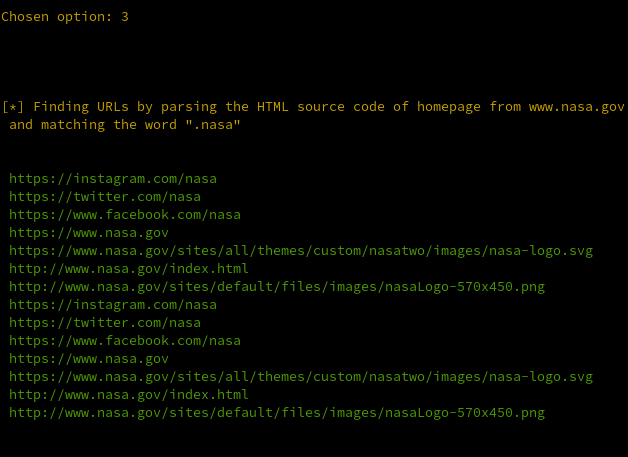 Chosen option: 3
[*] Finding URLs by parsing the HTML source code of homepage from www.nasa.gov
and matching the word ".nasa"
https://instagram.com/nasa
https://twitter.com/nasa
https://www.facebook.com/nasa
https://www.nasa.gov
https://www.nasa.gov/sites/all/themes/custom/nasatwo/images/nasa-logo.svg
http://www.nasa.gov/index.html
http://www.nasa.gov/sites/default/files/images/nasaLogo-570x450.png
https://instagram.com/nasa
https://twitter.com/nasa
https://www.facebook.com/nasa
https://www.nasa.gov
https://www.nasa.gov/sites/all/themes/custom/nasatwo/images/nasa-logo.svg
http://www.nasa.gov/index.html
http://www.nasa.gov/sites/default/files/images/nasaLogo-570x450.png